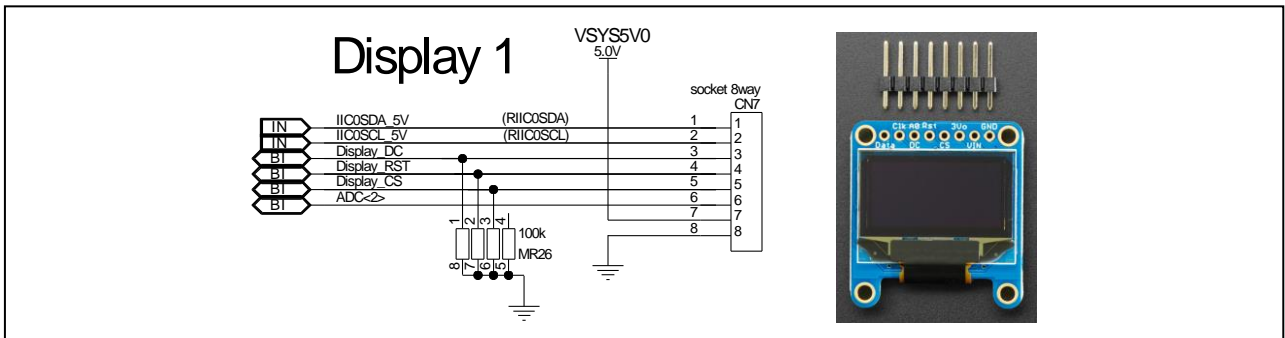 Display 1
VSYS5V0
5.0V
socket 8way
CN7
IN IIC0SDA_5V (RIIC0SDA) 1 1
IN IIC0SCL_5V (RIIC0SCL) 2 2
BI Display_DC 3 3
BI Display_RST 4 4
BI Display_CS 5 5
BI ADC<2> 6 6
7 7
8 8
1 2 3 4
100k
MR26
8 7 6 5
Clk A0 Rst 3Vo GND
Data DC CS VIN